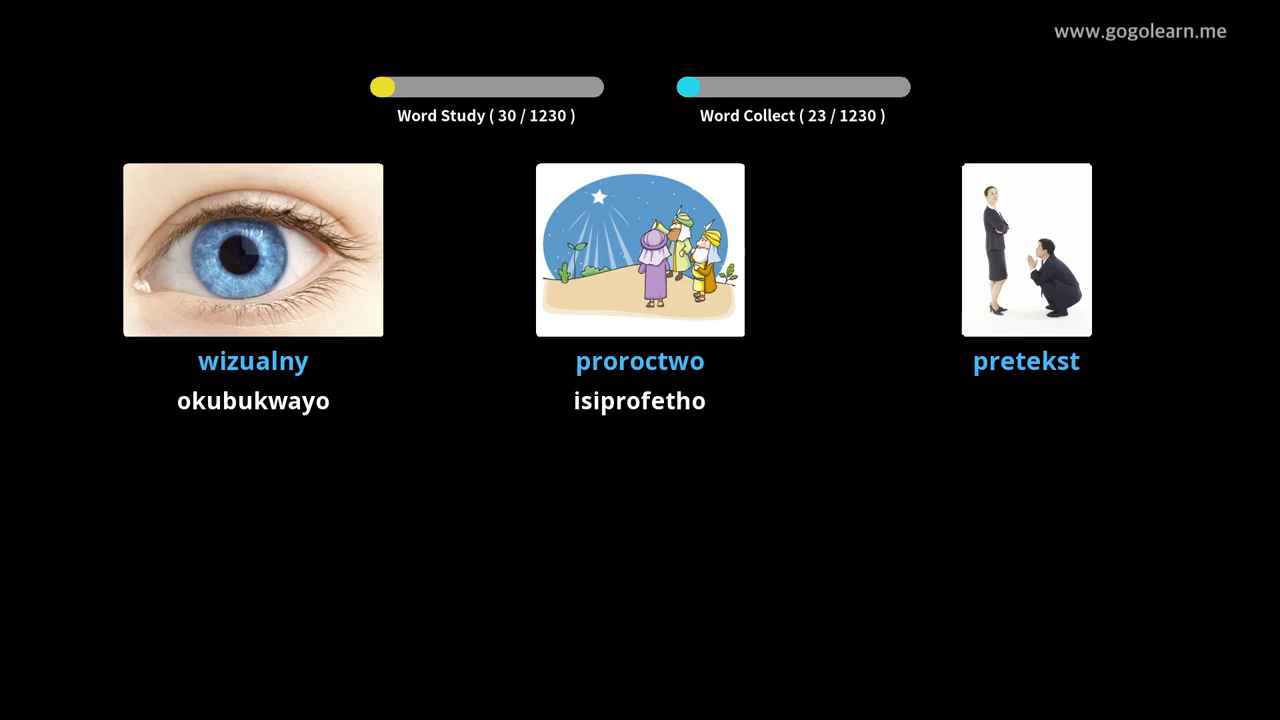 www.gogolearn.me
Word Study ( 30 / 1230 )
Word Collect ( 23 / 1230 )
wizualny
proroctwo
pretekst
okubukwayo
isiprofetho